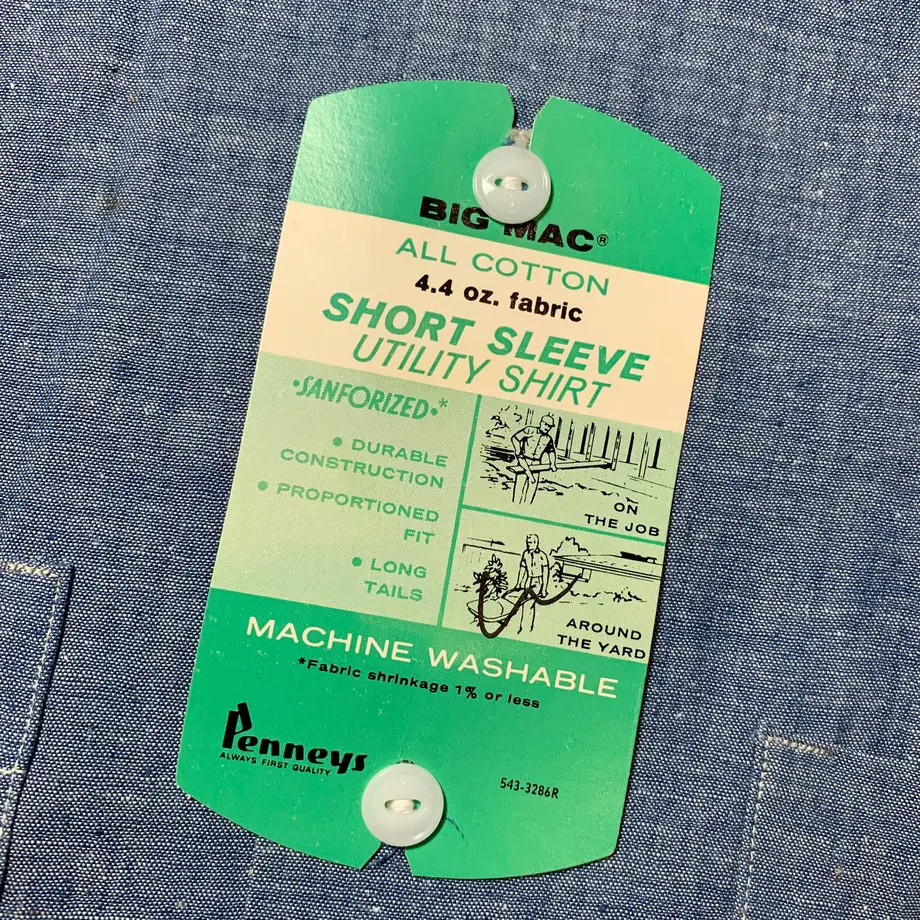 BIG MAC®
ALL COTTON
4.4 oz. fabric
SHORT SLEEVE
UTILITY SHIRT
•SANFORIZED•*
• DURABLE
CONSTRUCTION
• PROPORTIONED
FIT
• LONG
TAILS
ON
THE JOB
AROUND
THE YARD
MACHINE WASHABLE
*Fabric shrinkage 1% or less
Penneys
ALWAYS FIRST QUALITY
543-3286R